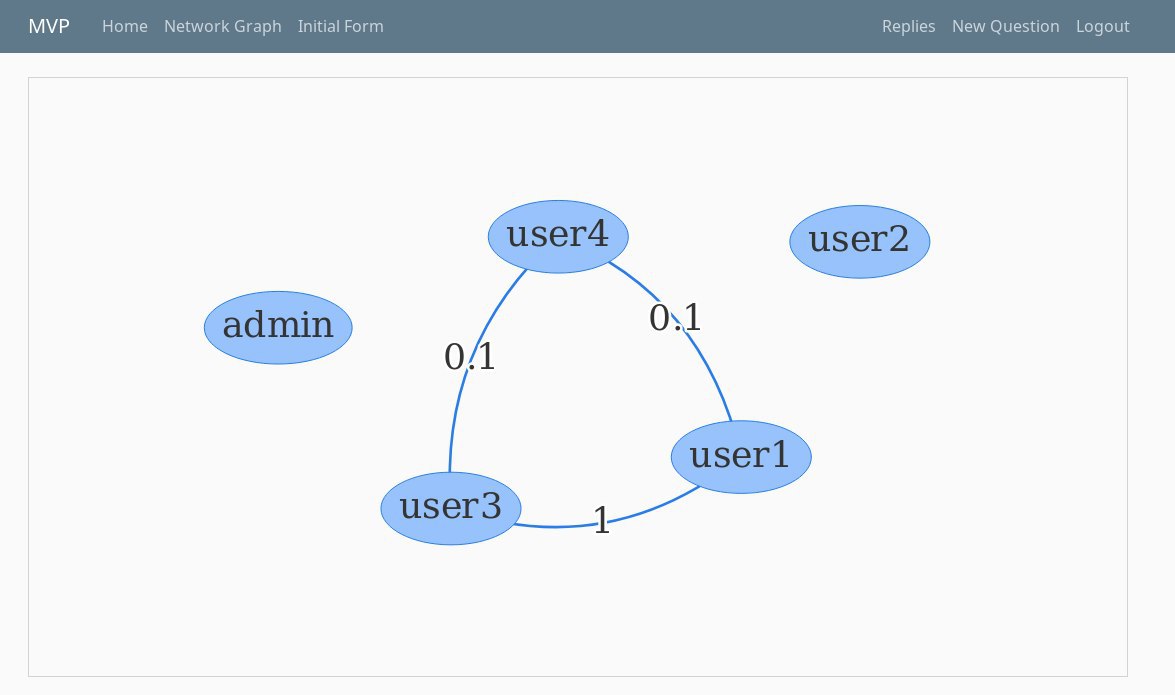 MVP Home Network Graph Initial Form Replies New Question Logout
user4
user2
admin
0.1
0.1
user1
user3
1